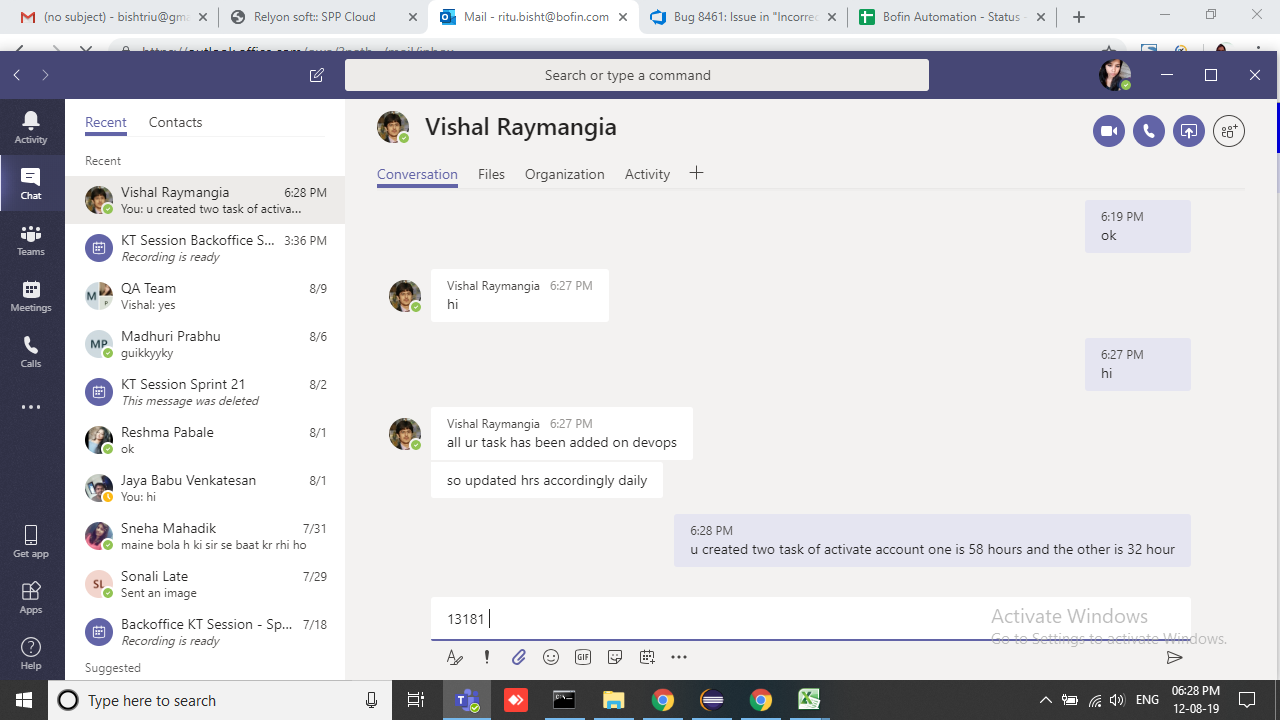 (no subject) - bishtriu@gma
Relyon soft:: SPP Cloud
Mail - ritu.bisht@bofin.com
Bug 8461: Issue in "Incorrec
Bofin Automation - Status -
Search or type a command
Activity
Chat
Teams
Meetings
Calls
Get app
Apps
Help
Recent
Contacts
Recent
Vishal Raymangia 6:28 PM
You: u created two task of activa...
KT Session Backoffice S... 3:36 PM
Recording is ready
QA Team 8/9
Vishal: yes
Madhuri Prabhu 8/6
MP
guikkyyky
KT Session Sprint 21 8/2
This message was deleted
Reshma Pabale 8/1
ok
Jaya Babu Venkatesan 8/1
You: hi
Sneha Mahadik 7/31
maine bola h ki sir se baat kr rhi ho
Sonali Late 7/29
SL
Sent an image
Backoffice KT Session - Sp... 7/18
Recording is ready
Suggested
Vishal Raymangia
Conversation Files Organization Activity
6:19 PM
ok
Vishal Raymangia 6:27 PM
hi
6:27 PM
hi
Vishal Raymangia 6:27 PM
all ur task has been added on devops
so updated hrs accordingly daily
6:28 PM
u created two task of activate account one is 58 hours and the other is 32 hour
13181
GIF
Activate Windows
Go to Settings to activate Windows.
Type here to search
ENG
06:28 PM
12-08-19